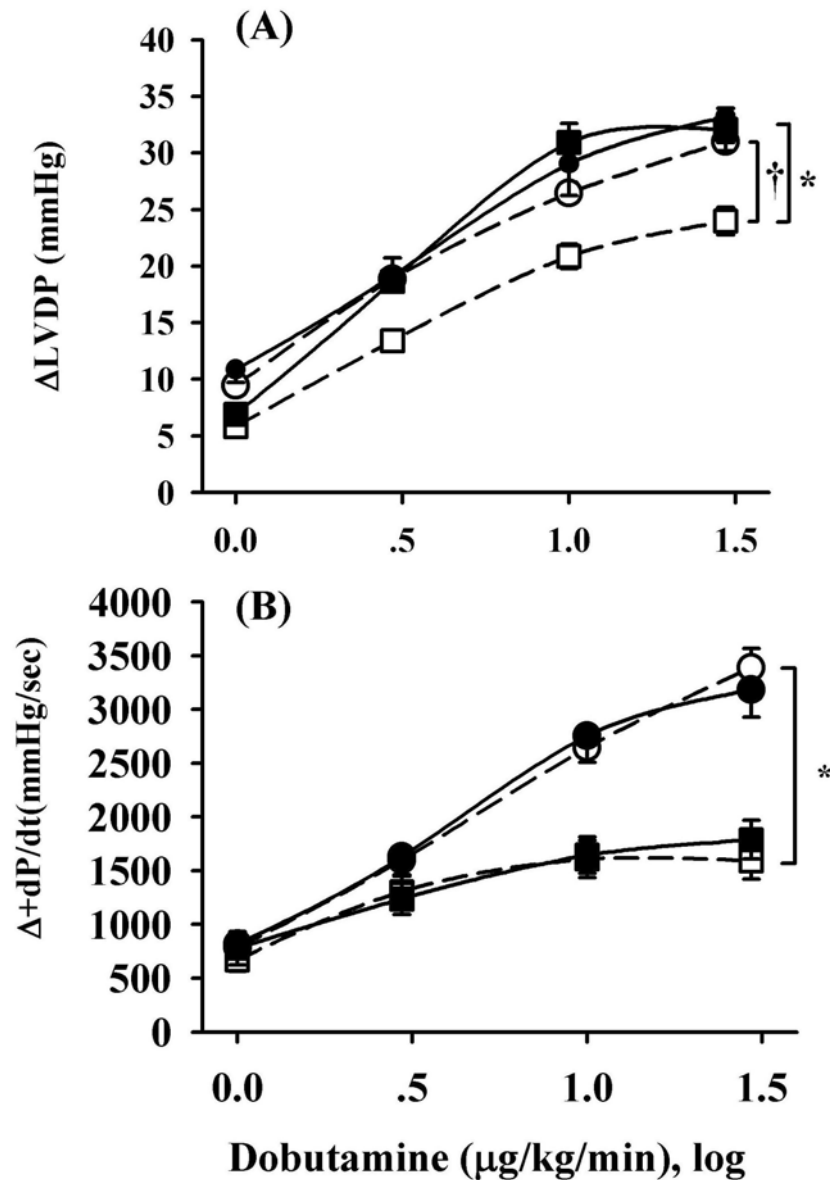 (A)
ΔLVDP (mmHg)
40
35
30
25
20
15
10
5
0
† *
0.0 .5 1.0 1.5
(B)
Δ+dP/dt(mmHg/sec)
4000
3500
3000
2500
2000
1500
1000
500
0
*
0.0 .5 1.0 1.5
Dobutamine (μg/kg/min), log